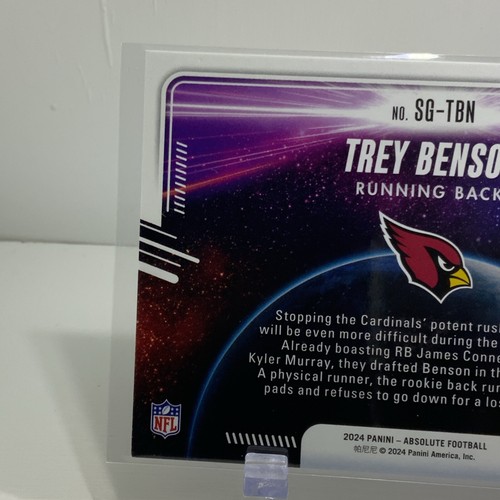 NO. SG-TBN
TREY BENSO
RUNNING BACK
Stopping the Cardinals' potent rus
will be even more difficult during the
Already boasting RB James Conne
Kyler Murray, they drafted Benson in th
A physical runner, the rookie back run
pads and refuses to go down for a lo
NFL
2024 PANINI – ABSOLUTE FOOTBALL
帕尼尼 © 2024 Panini America, Inc.